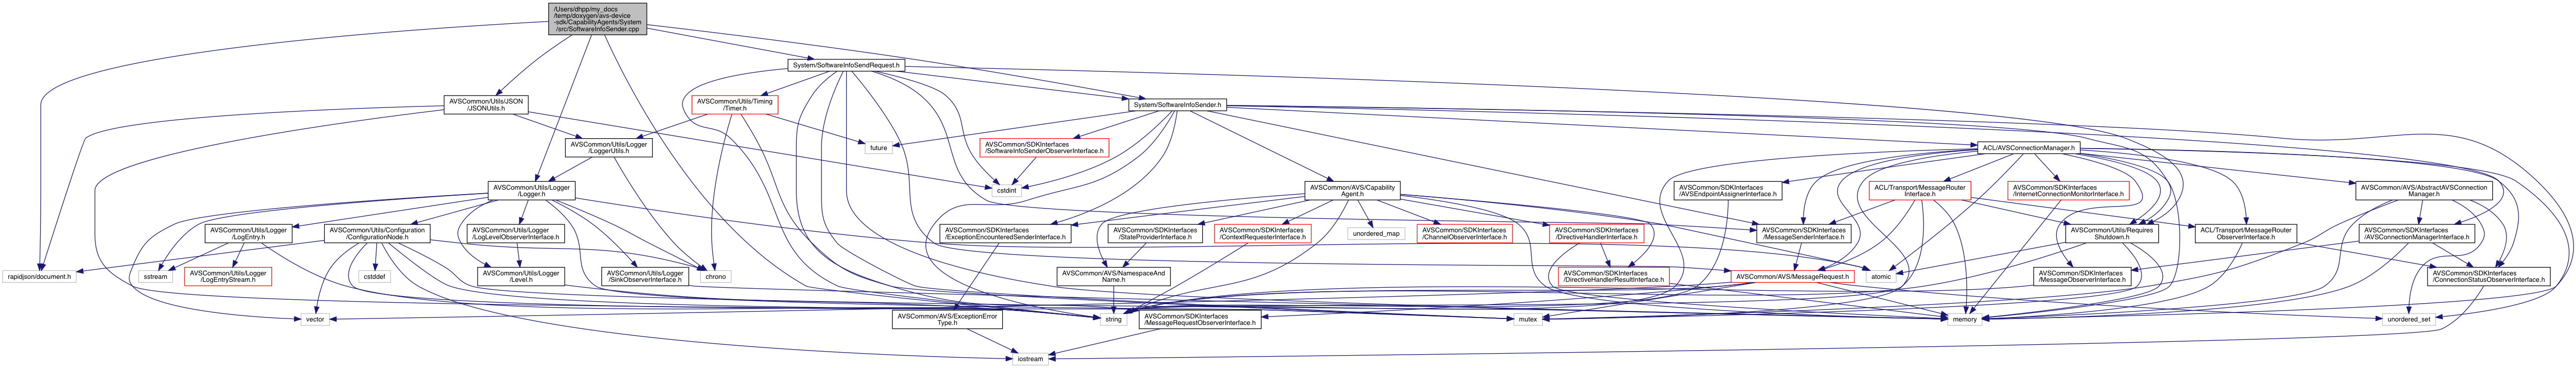 /Users/dhpp/my_docs
/temp/doxygen/avs-device
-sdk/CapabilityAgents/System
/src/SoftwareInfoSender.cpp
System/SoftwareInfoSendRequest.h
AVSCommon/Utils/JSON
/JSONUtils.h
AVSCommon/Utils/Timing
/Timer.h
System/SoftwareInfoSender.h
AVSCommon/Utils/Logger
/LoggerUtils.h
future
AVSCommon/SDKInterfaces
/SoftwareInfoSenderObserverInterface.h
ACL/AVSConnectionManager.h
AVSCommon/Utils/Logger
/Logger.h
cstdint
AVSCommon/AVS/Capability
Agent.h
AVSCommon/SDKInterfaces
/AVSEndpointAssignerInterface.h
ACL/Transport/MessageRouter
Interface.h
AVSCommon/SDKInterfaces
/InternetConnectionMonitorInterface.h
AVSCommon/AVS/AbstractAVSConnection
Manager.h
AVSCommon/Utils/Logger
/LogEntry.h
AVSCommon/Utils/Configuration
/ConfigurationNode.h
AVSCommon/Utils/Logger
/LogLevelObserverInterface.h
AVSCommon/SDKInterfaces
/ExceptionEncounteredSenderInterface.h
AVSCommon/SDKInterfaces
/StateProviderInterface.h
AVSCommon/SDKInterfaces
/ContextRequesterInterface.h
unordered_map
AVSCommon/SDKInterfaces
/ChannelObserverInterface.h
AVSCommon/SDKInterfaces
/DirectiveHandlerInterface.h
AVSCommon/SDKInterfaces
/MessageSenderInterface.h
AVSCommon/Utils/Requires
Shutdown.h
ACL/Transport/MessageRouter
ObserverInterface.h
AVSCommon/SDKInterfaces
/AVSConnectionManagerInterface.h
rapidjson/document.h
sstream
AVSCommon/Utils/Logger
/LogEntryStream.h
cstddef
AVSCommon/Utils/Logger
/Level.h
AVSCommon/Utils/Logger
/SinkObserverInterface.h
chrono
AVSCommon/AVS/NamespaceAnd
Name.h
AVSCommon/SDKInterfaces
/DirectiveHandlerResultInterface.h
AVSCommon/AVS/MessageRequest.h
atomic
AVSCommon/SDKInterfaces
/MessageObserverInterface.h
AVSCommon/SDKInterfaces
/ConnectionStatusObserverInterface.h
vector
AVSCommon/AVS/ExceptionError
Type.h
string
AVSCommon/SDKInterfaces
/MessageRequestObserverInterface.h
mutex
memory
unordered_set
iostream